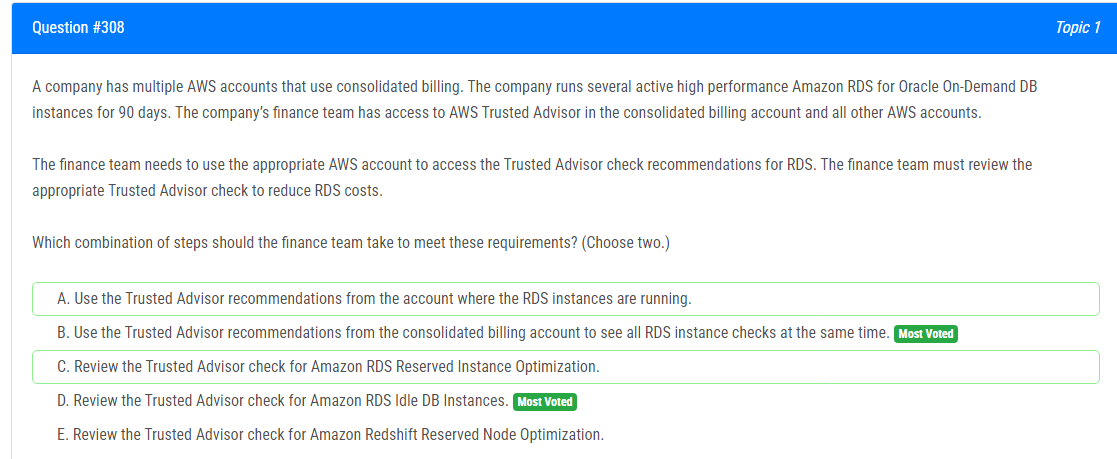 Question #308
Topic 1
A company has multiple AWS accounts that use consolidated billing. The company runs several active high performance Amazon RDS for Oracle On-Demand DB
instances for 90 days. The company's finance team has access to AWS Trusted Advisor in the consolidated billing account and all other AWS accounts.
The finance team needs to use the appropriate AWS account to access the Trusted Advisor check recommendations for RDS. The finance team must review the
appropriate Trusted Advisor check to reduce RDS costs.
Which combination of steps should the finance team take to meet these requirements? (Choose two.)
A. Use the Trusted Advisor recommendations from the account where the RDS instances are running.
B. Use the Trusted Advisor recommendations from the consolidated billing account to see all RDS instance checks at the same time. Most Voted
C. Review the Trusted Advisor check for Amazon RDS Reserved Instance Optimization.
D. Review the Trusted Advisor check for Amazon RDS Idle DB Instances. Most Voted
E. Review the Trusted Advisor check for Amazon Redshift Reserved Node Optimization.